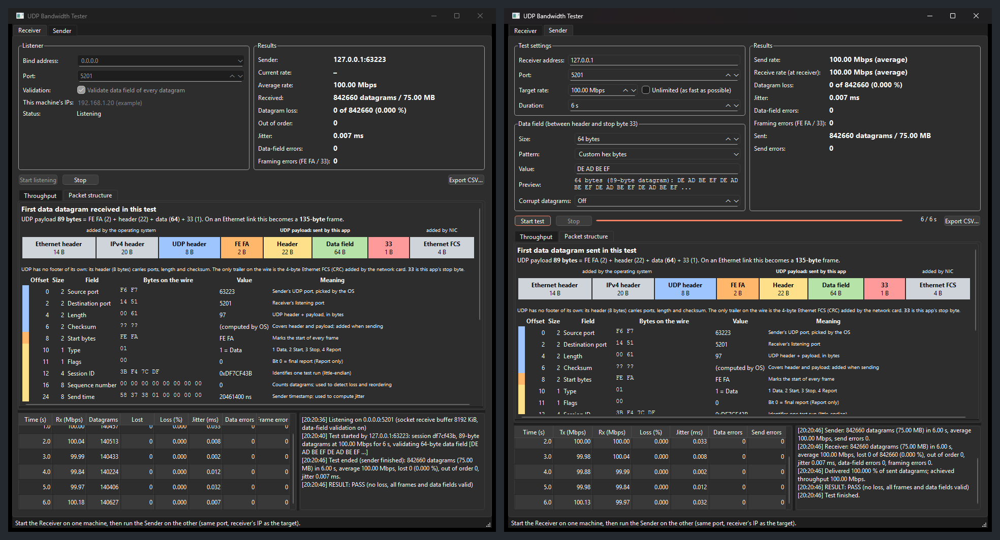 UDP Bandwidth Tester
Receiver Sender
Listener
Bind address: 0.0.0.0
Port: 5201
Validation: Validate data field of every datagram
This machine's IPs: 192.168.1.20 (example)
Status: Listening
Results
Sender: 127.0.0.1:63223
Current rate: –
Average rate: 100.00 Mbps
Received: 842660 datagrams / 75.00 MB
Datagram loss: 0 of 842660 (0.000 %)
Out of order: 0
Jitter: 0.007 ms
Data-field errors: 0
Framing errors (FE FA / 33): 0
Start listening Stop Export CSV...
Throughput Packet structure
First data datagram received in this test
UDP payload 89 bytes = FE FA (2) + header (22) + data (64) + 33 (1). On an Ethernet link this becomes a 135-byte frame.
added by the operating system UDP payload: sent by this app added by NIC
Ethernet header IPv4 header UDP header FE FA Header Data field 33 Ethernet FCS
14 B 20 B 8 B 2 B 22 B 64 B 1 B 4 B
UDP has no footer of its own: its header (8 bytes) carries ports, length and checksum. The only trailer on the wire is the 4-byte Ethernet FCS (CRC) added by the network card. 33 is this app's stop byte.
Offset Size Field Bytes on the wire Value Meaning
0 2 Source port F6 F7 63223 Sender's UDP port, picked by the OS
2 2 Destination port 14 51 5201 Receiver's listening port
4 2 Length 00 61 97 UDP header + payload, in bytes
6 2 Checksum ?? ?? (computed by OS) Covers header and payload; added when sending
8 2 Start bytes FE FA FE FA Marks the start of every frame
10 1 Type 01 1 = Data 1 Data, 2 Start, 3 Stop, 4 Report
11 1 Flags 00 0 Bit 0 = final report (Report only)
12 4 Session ID 3B F4 7C DF 0xDF7CF43B Identifies one test run (little-endian)
16 8 Sequence number 00 00 00 00 00 00 00 00 0 Counts datagrams; used to detect loss and reordering
24 8 Send time 58 37 38 01 00 00 00 00 20461400 ns Sender timestamp; used to compute jitter
Time (s) Rx (Mbps) Datagrams Lost Loss (%) Jitter (ms) Data errors Frame error
1.0 100.00 140457 0 0.000 0.033 0 0
2.0 100.04 140513 0 0.000 0.008 0 0
3.0 99.99 140433 0 0.000 0.002 0 0
4.0 99.84 140224 0 0.000 0.012 0 0
5.0 99.97 140406 0 0.000 0.032 0 0
6.0 100.18 140627 0 0.000 0.007 0 0
[20:20:36] Listening on 0.0.0.0:5201 (socket receive buffer 8192 KiB,
data-field validation on)
[20:20:40] Test started by 127.0.0.1:63223: session df7cf43b, 89-byte
datagrams at 100.00 Mbps for 6 s, validating 64-byte data field [DE
AD BE EF DE AD BE EF ...]
[20:20:46] Test ended (sender finished): 842660 datagrams (75.00
MB) in 6.00 s, average 100.00 Mbps, lost 0 (0.000 %), out of order 0,
jitter 0.007 ms.
[20:20:46] RESULT: PASS (no loss, all frames and data fields valid)
Start the Receiver on one machine, then run the Sender on the other (same port, receiver's IP as the target).
UDP Bandwidth Tester
Receiver Sender
Test settings
Receiver address: 127.0.0.1
Port: 5201
Target rate: 100.00 Mbps Unlimited (as fast as possible)
Duration: 6 s
Data field (between header and stop byte 33)
Size: 64 bytes
Pattern: Custom hex bytes
Value: DE AD BE EF
Preview: 64 bytes (89-byte datagram): DE AD BE EF DE AD
BE EF DE AD BE EF DE AD BE EF ...
Corrupt datagrams: Off
Results
Send rate: 100.00 Mbps (average)
Receive rate (at receiver): 100.00 Mbps (average)
Datagram loss: 0 of 842660 (0.000 %)
Jitter: 0.007 ms
Data-field errors: 0
Framing errors (FE FA / 33): 0
Sent: 842660 datagrams / 75.00 MB
Send errors: 0
Start test Stop 6 / 6 s Export CSV...
Throughput Packet structure
First data datagram sent in this test
UDP payload 89 bytes = FE FA (2) + header (22) + data (64) + 33 (1). On an Ethernet link this becomes a 135-byte frame.
added by the operating system UDP payload: sent by this app added by NIC
Ethernet header IPv4 header UDP header FE FA Header Data field 33 Ethernet FCS
14 B 20 B 8 B 2 B 22 B 64 B 1 B 4 B
UDP has no footer of its own: its header (8 bytes) carries ports, length and checksum. The only trailer on the wire is the 4-byte Ethernet FCS (CRC) added by the network card. 33 is this app's stop byte.
Offset Size Field Bytes on the wire Value Meaning
0 2 Source port F6 F7 63223 Sender's UDP port, picked by the OS
2 2 Destination port 14 51 5201 Receiver's listening port
4 2 Length 00 61 97 UDP header + payload, in bytes
6 2 Checksum ?? ?? (computed by OS) Covers header and payload; added when sending
8 2 Start bytes FE FA FE FA Marks the start of every frame
10 1 Type 01 1 = Data 1 Data, 2 Start, 3 Stop, 4 Report
11 1 Flags 00 0 Bit 0 = final report (Report only)
12 4 Session ID 3B F4 7C DF 0xDF7CF43B Identifies one test run (little-endian)
Time (s) Tx (Mbps) Rx (Mbps) Loss (%) Jitter (ms) Data errors Send errors
2.0 100.00 100.00 0.000 0.033 0 0
3.0 99.98 100.04 0.000 0.008 0 0
4.0 99.88 99.99 0.000 0.002 0 0
5.0 99.98 99.84 0.000 0.012 0 0
6.0 100.13 99.97 0.000 0.032 0 0
[20:20:46] Sender: 842660 datagrams (75.00 MB) in 6.00 s, average
100.00 Mbps, send errors 0.
[20:20:46] Receiver: 842660 datagrams (75.00 MB) in 6.00 s,
average 100.00 Mbps, lost 0 of 842660 (0.000 %), out of order 0,
jitter 0.007 ms, data-field errors 0, framing errors 0.
[20:20:46] Delivered 100.000 % of sent datagrams; achieved
throughput 100.00 Mbps.
[20:20:46] RESULT: PASS (no loss, all frames and data fields valid)
[20:20:46] Test finished.
Start the Receiver on one machine, then run the Sender on the other (same port, receiver's IP as the target).